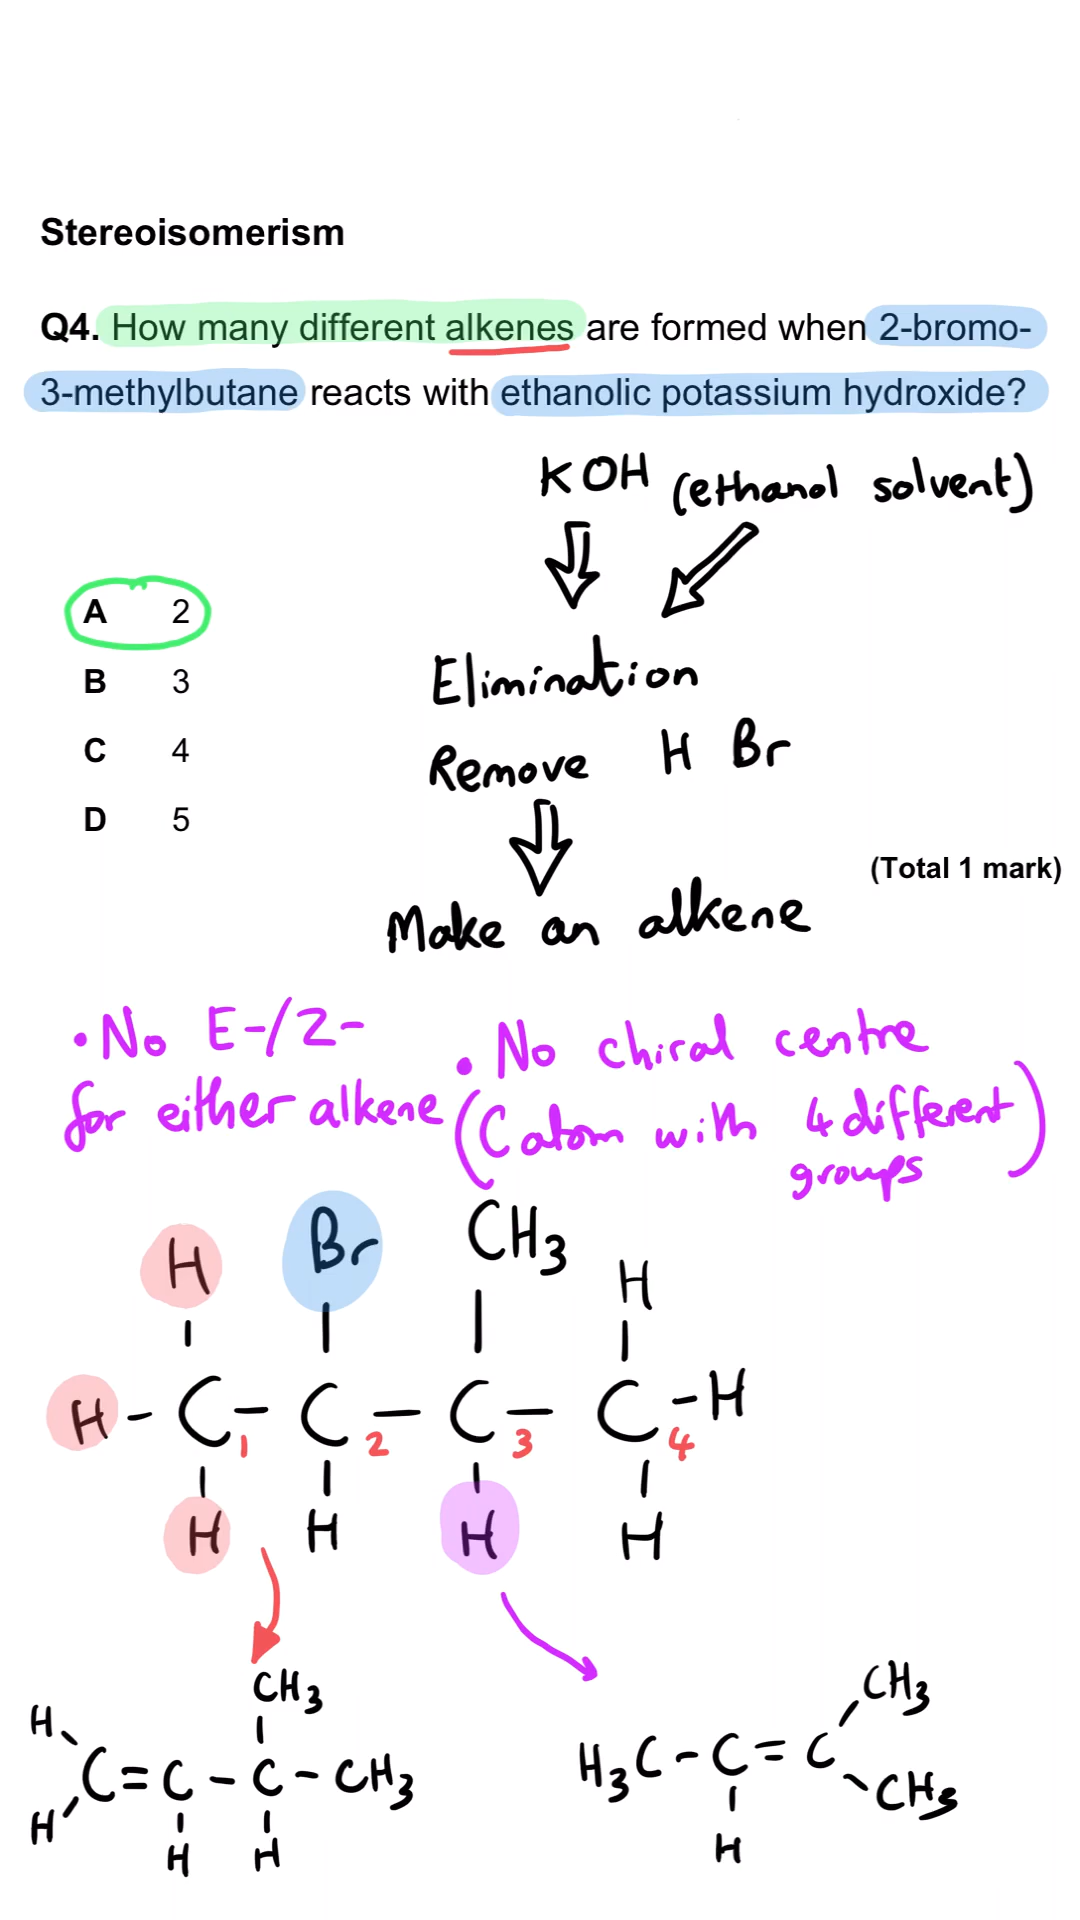 Stereoisomerism
Q4. How many different alkenes are formed when 2-bromo-
3-methylbutane reacts with ethanolic potassium hydroxide?
KOH (ethanol solvent)
A 2
B 3
C 4
D 5
Elimination
Remove H Br
(Total 1 mark)
Make an alkene
• No E-/Z-
for either alkene
• No chiral centre
(C atom with 4 different
groups)
H Br CH3 H
H - C - C - C - C - H
1 2 3 4
H H H H
CH3
H
C = C - C - CH3
H
H H
CH3
H3C - C = C
CH3
H